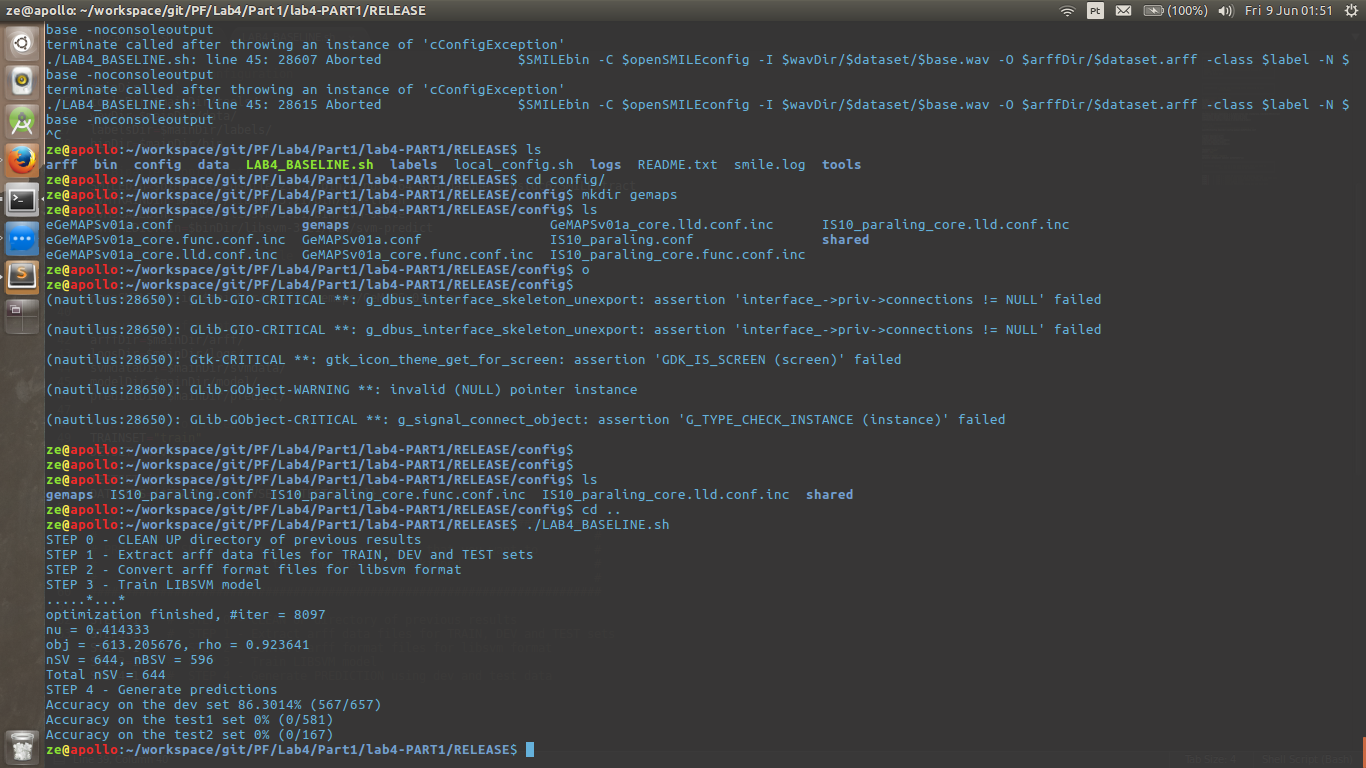 ze@apollo: ~/workspace/git/PF/Lab4/Part1/lab4-PART1/RELEASE
Pt (100%) Fri 9 Jun 01:51
base -noconsoleoutput
terminate called after throwing an instance of 'cConfigException'
./LAB4_BASELINE.sh: line 45: 28607 Aborted                 $SMILEbin -C $openSMILEconfig -I $wavDir/$dataset/$base.wav -O $arffDir/$dataset.arff -class $label -N $
base -noconsoleoutput
terminate called after throwing an instance of 'cConfigException'
./LAB4_BASELINE.sh: line 45: 28615 Aborted                 $SMILEbin -C $openSMILEconfig -I $wavDir/$dataset/$base.wav -O $arffDir/$dataset.arff -class $label -N $
base -noconsoleoutput
^C
ze@apollo:~/workspace/git/PF/Lab4/Part1/lab4-PART1/RELEASE$ ls
arff  bin  config  data  LAB4_BASELINE.sh  labels  local_config.sh  logs  README.txt  smile.log  tools
ze@apollo:~/workspace/git/PF/Lab4/Part1/lab4-PART1/RELEASE$ cd config/
ze@apollo:~/workspace/git/PF/Lab4/Part1/lab4-PART1/RELEASE/config$ mkdir gemaps
ze@apollo:~/workspace/git/PF/Lab4/Part1/lab4-PART1/RELEASE/config$ ls
eGeMAPSv01a.conf                gemaps                         GeMAPSv01a_core.lld.conf.inc      IS10_paraling_core.lld.conf.inc
eGeMAPSv01a_core.func.conf.inc  GeMAPSv01a.conf                IS10_paraling.conf                shared
eGeMAPSv01a_core.lld.conf.inc   GeMAPSv01a_core.func.conf.inc  IS10_paraling_core.func.conf.inc
ze@apollo:~/workspace/git/PF/Lab4/Part1/lab4-PART1/RELEASE/config$ o
ze@apollo:~/workspace/git/PF/Lab4/Part1/lab4-PART1/RELEASE/config$
(nautilus:28650): GLib-GIO-CRITICAL **: g_dbus_interface_skeleton_unexport: assertion 'interface_->priv->connections != NULL' failed
(nautilus:28650): GLib-GIO-CRITICAL **: g_dbus_interface_skeleton_unexport: assertion 'interface_->priv->connections != NULL' failed
(nautilus:28650): Gtk-CRITICAL **: gtk_icon_theme_get_for_screen: assertion 'GDK_IS_SCREEN (screen)' failed
(nautilus:28650): GLib-GObject-WARNING **: invalid (NULL) pointer instance
(nautilus:28650): GLib-GObject-CRITICAL **: g_signal_connect_object: assertion 'G_TYPE_CHECK_INSTANCE (instance)' failed
ze@apollo:~/workspace/git/PF/Lab4/Part1/lab4-PART1/RELEASE/config$
ze@apollo:~/workspace/git/PF/Lab4/Part1/lab4-PART1/RELEASE/config$
ze@apollo:~/workspace/git/PF/Lab4/Part1/lab4-PART1/RELEASE/config$ ls
gemaps  IS10_paraling.conf  IS10_paraling_core.func.conf.inc  IS10_paraling_core.lld.conf.inc  shared
ze@apollo:~/workspace/git/PF/Lab4/Part1/lab4-PART1/RELEASE/config$ cd ..
ze@apollo:~/workspace/git/PF/Lab4/Part1/lab4-PART1/RELEASE$ ./LAB4_BASELINE.sh
STEP 0 - CLEAN UP directory of previous results
STEP 1 - Extract arff data files for TRAIN, DEV and TEST sets
STEP 2 - Convert arff format files for libsvm format
STEP 3 - Train LIBSVM model
.....*...*
optimization finished, #iter = 8097
nu = 0.414333
obj = -613.205676, rho = 0.923641
nSV = 644, nBSV = 596
Total nSV = 644
STEP 4 - Generate predictions
Accuracy on the dev set 86.3014% (567/657)
Accuracy on the test1 set 0% (0/581)
Accuracy on the test2 set 0% (0/167)
ze@apollo:~/workspace/git/PF/Lab4/Part1/lab4-PART1/RELEASE$